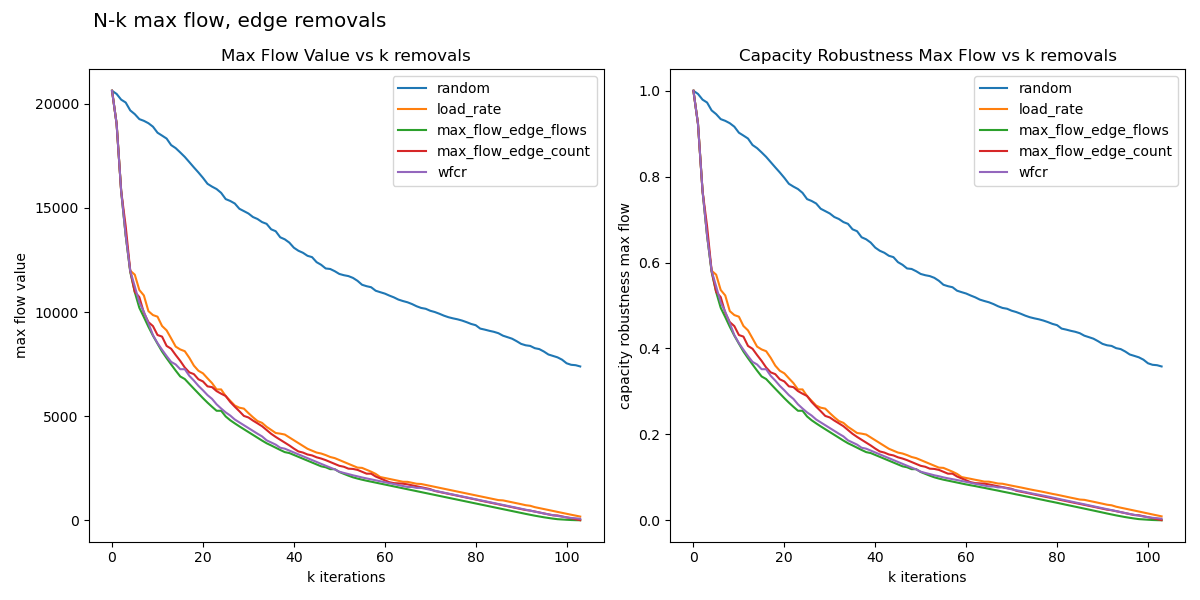 N-k max flow, edge removals
Max Flow Value vs k removals
max flow value
20000
15000
10000
5000
0
0 20 40 60 80 100
k iterations
random
load_rate
max_flow_edge_flows
max_flow_edge_count
wfcr
Capacity Robustness Max Flow vs k removals
capacity robustness max flow
1.0
0.8
0.6
0.4
0.2
0.0
0 20 40 60 80 100
k iterations
random
load_rate
max_flow_edge_flows
max_flow_edge_count
wfcr